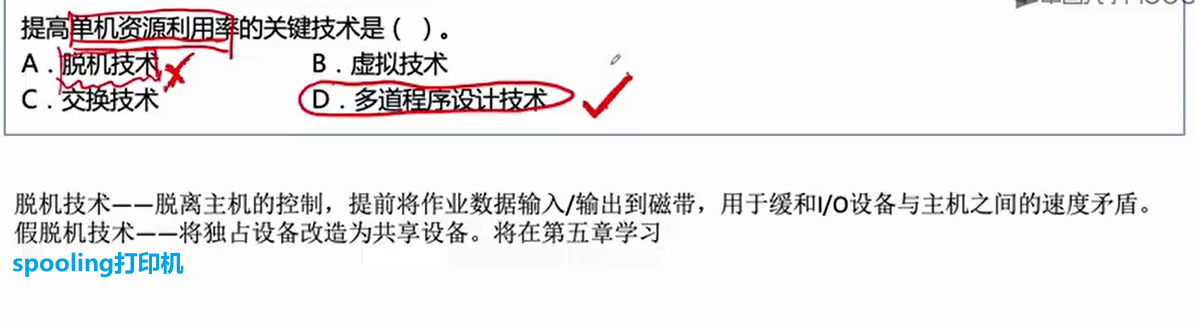 提高单机资源利用率的关键技术是（ ）。
A．脱机技术 B．虚拟技术
C．交换技术 D．多道程序设计技术
脱机技术——脱离主机的控制，提前将作业数据输入/输出到磁带，用于缓和I/O设备与主机之间的速度矛盾。
假脱机技术——将独占设备改造为共享设备。将在第五章学习
spooling打印机